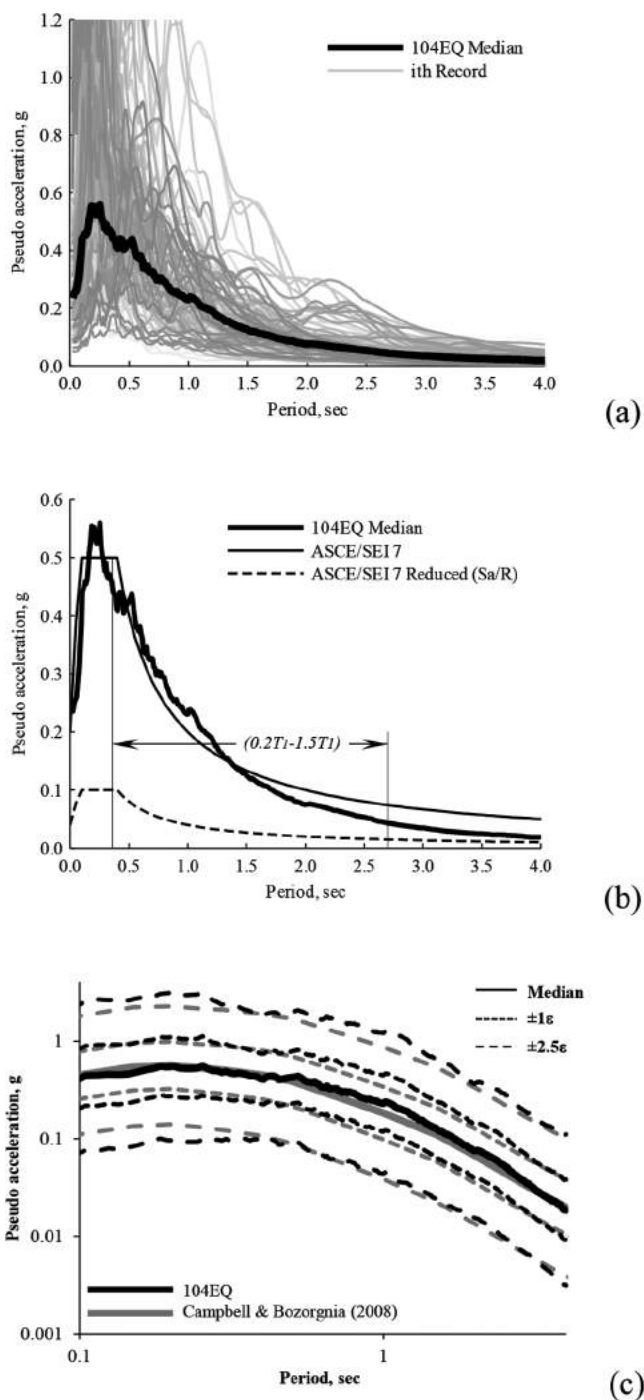 1.2
1.0
0.8
0.6
0.4
0.2
0.0
Pseudo acceleration, g
104EQ Median
ith Record
0.0 0.5 1.0 1.5 2.0 2.5 3.0 3.5 4.0
Period, sec
(a)
0.6
0.5
0.4
0.3
0.2
0.1
0.0
Pseudo acceleration, g
104EQ Median
ASCE/SEI 7
ASCE/SEI 7 Reduced (Sa/R)
(0.2T1-1.5T1)
0.0 0.5 1.0 1.5 2.0 2.5 3.0 3.5 4.0
Period, sec
(b)
1
0.1
0.01
0.001
Pseudo acceleration, g
Median
±1ε
±2.5ε
104EQ
Campbell & Bozorgnia (2008)
0.1 1
Period, sec
(c)